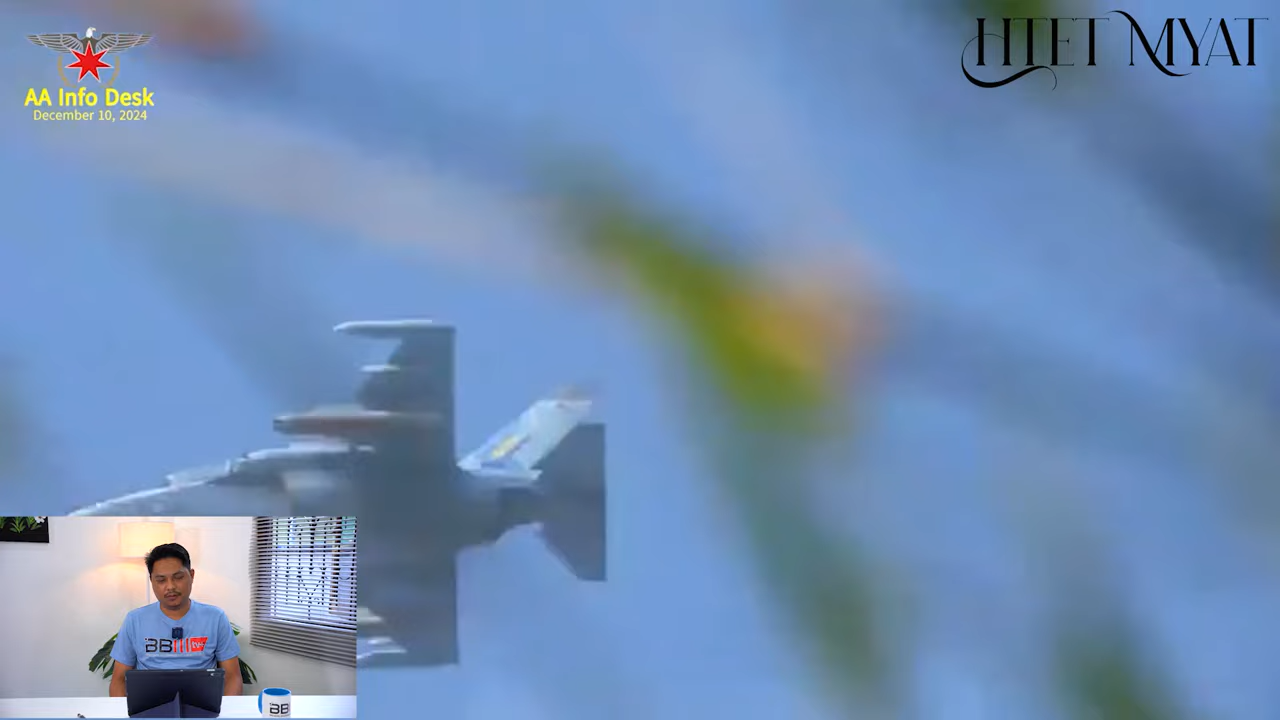 AA Info Desk
December 10, 2024
HTET MYAT
BB
BB